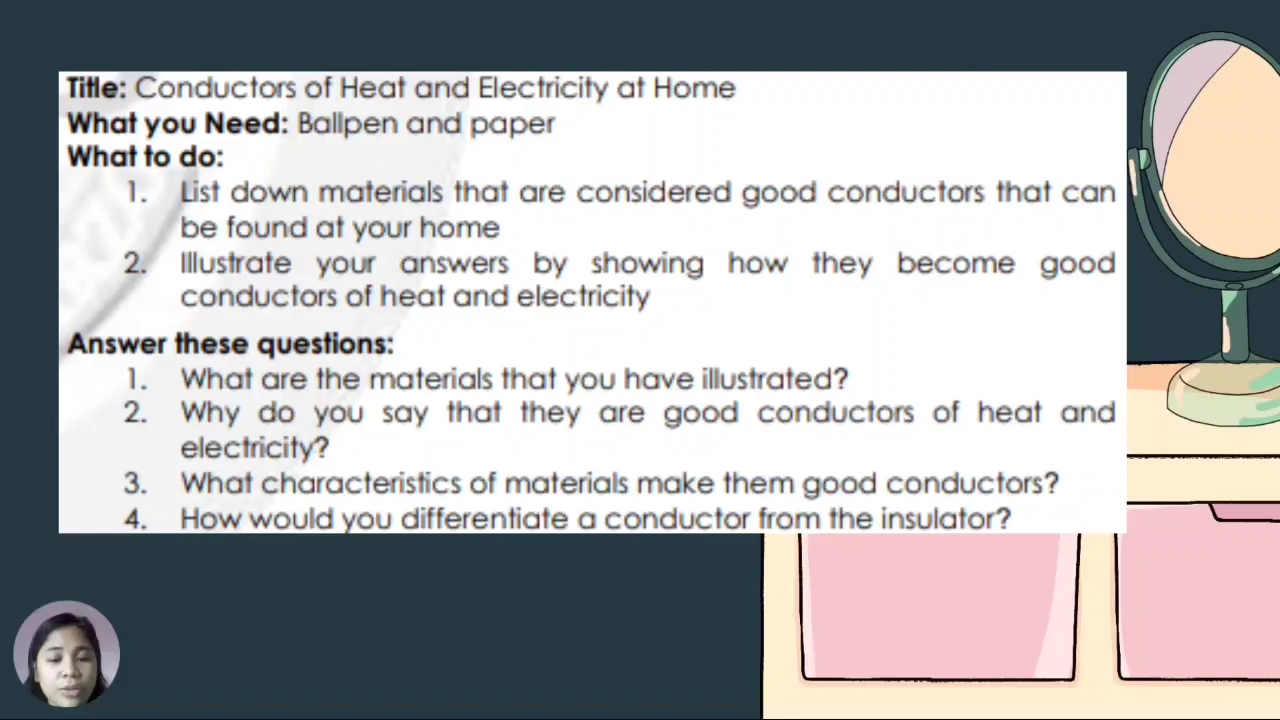 Title: Conductors of Heat and Electricity at Home
What you Need: Ballpen and paper
What to do:
1. List down materials that are considered good conductors that can
be found at your home
2. Illustrate your answers by showing how they become good
conductors of heat and electricity
Answer these questions:
1. What are the materials that you have illustrated?
2. Why do you say that they are good conductors of heat and
electricity?
3. What characteristics of materials make them good conductors?
4. How would you differentiate a conductor from the insulator?